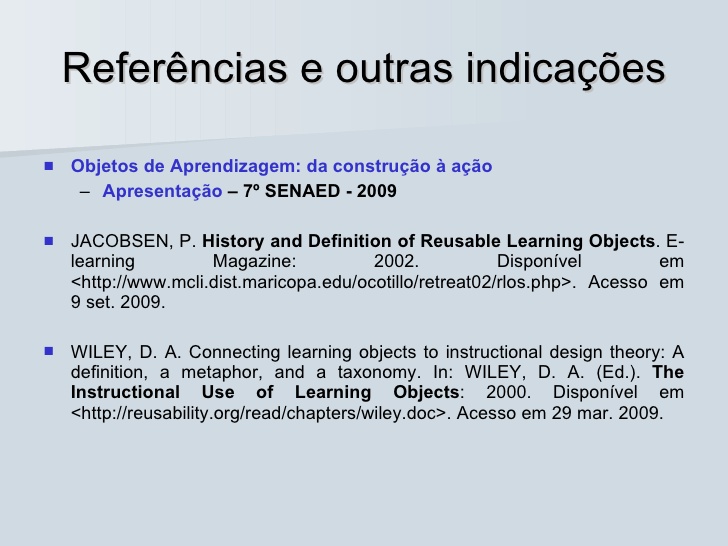 Referências e outras indicações
Objetos de Aprendizagem: da construção à ação
– Apresentação – 7º SENAED - 2009
JACOBSEN, P. History and Definition of Reusable Learning Objects. E-
learning Magazine: 2002. Disponível em
<http://www.mcli.dist.maricopa.edu/ocotillo/retreat02/rlos.php>. Acesso em
9 set. 2009.
WILEY, D. A. Connecting learning objects to instructional design theory: A
definition, a metaphor, and a taxonomy. In: WILEY, D. A. (Ed.). The
Instructional Use of Learning Objects: 2000. Disponível em
<http://reusability.org/read/chapters/wiley.doc>. Acesso em 29 mar. 2009.